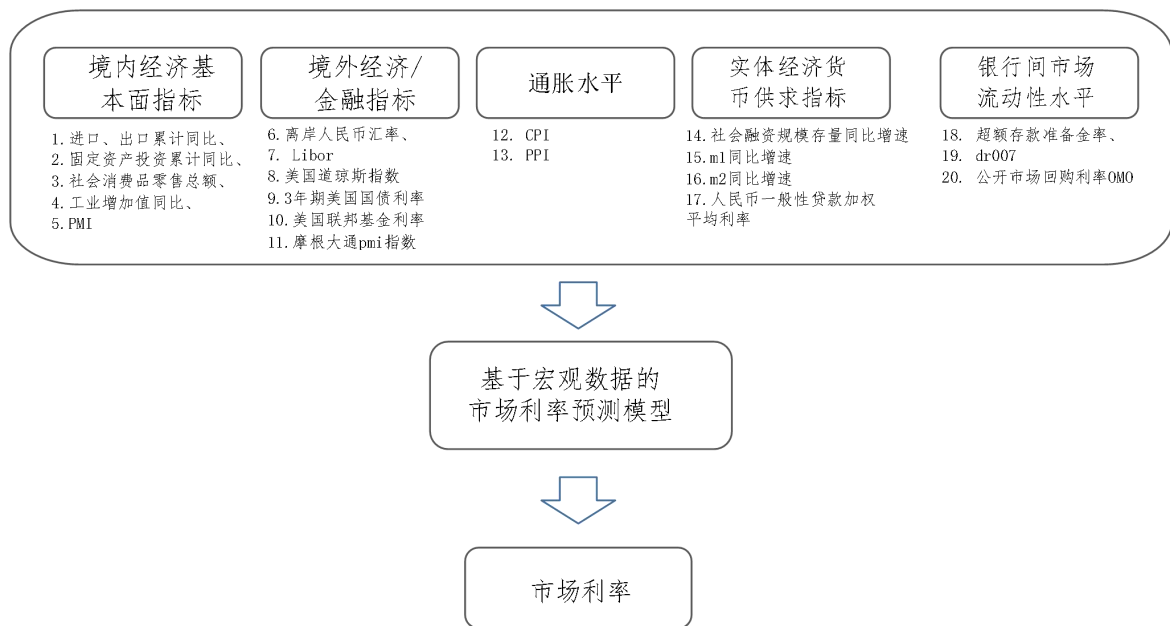 境内经济基
本面指标
1.进口、出口累计同比、
2.固定资产投资累计同比、
3.社会消费品零售总额、
4.工业增加值同比、
5.PMI
境外经济/
金融指标
6.离岸人民币汇率、
7. Libor
8.美国道琼斯指数
9.3年期美国国债利率
10.美国联邦基金利率
11.摩根大通pmi指数
通胀水平
12. CPI
13. PPI
实体经济货
币供求指标
14.社会融资规模存量同比增速
15.m1同比增速
16.m2同比增速
17.人民币一般性贷款加权
平均利率
银行间市场
流动性水平
18. 超额存款准备金率、
19. dr007
20. 公开市场回购利率OMO
基于宏观数据的
市场利率预测模型
市场利率